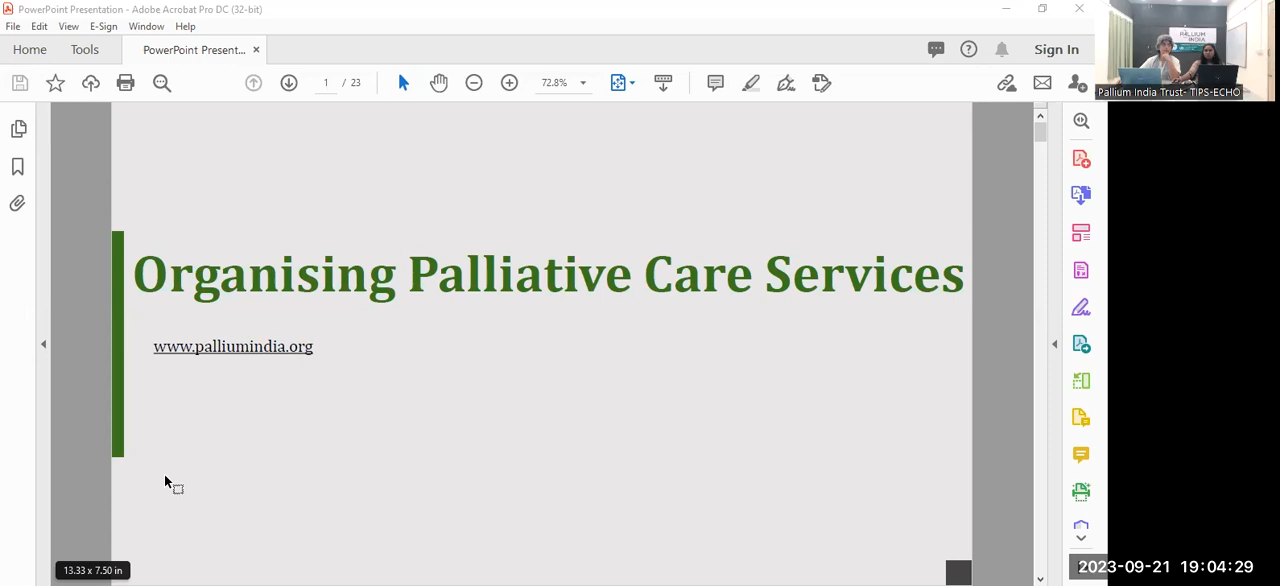 PowerPoint Presentation - Adobe Acrobat Pro DC (32-bit)
File Edit View E-Sign Window Help
Home Tools PowerPoint Present... Sign In
1 / 23 72.8%
PALLIUM
INDIA
Pallium India Trust- TIPS-ECHO
Organising Palliative Care Services
www.palliumindia.org
13.33 x 7.50 in
2023-09-21 19:04:29